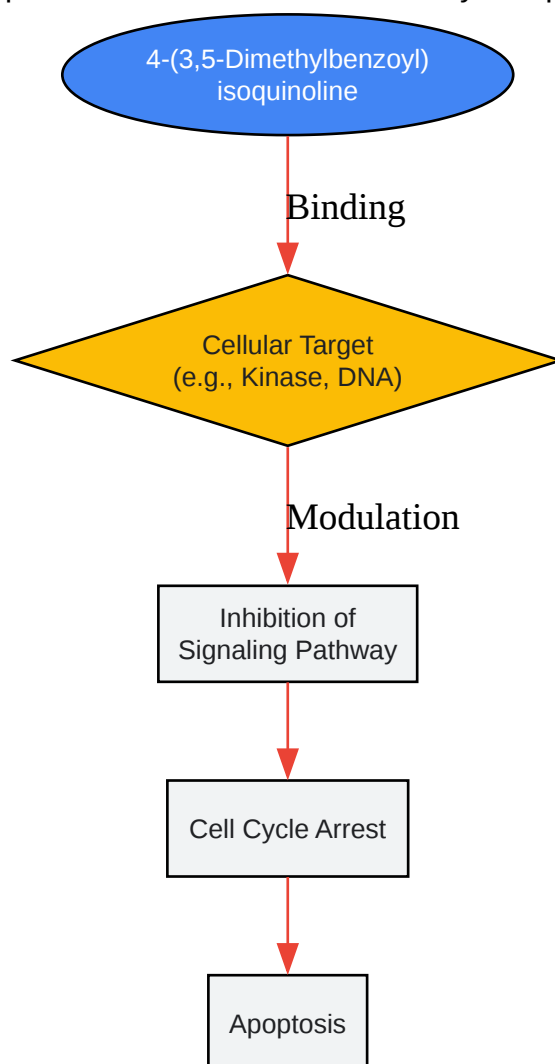 4-(3,5-Dimethylbenzoyl)
isoquinoline
Binding
Cellular Target
(e.g., Kinase, DNA)
Modulation
Inhibition of
Signaling Pathway
Cell Cycle Arrest
Apoptosis